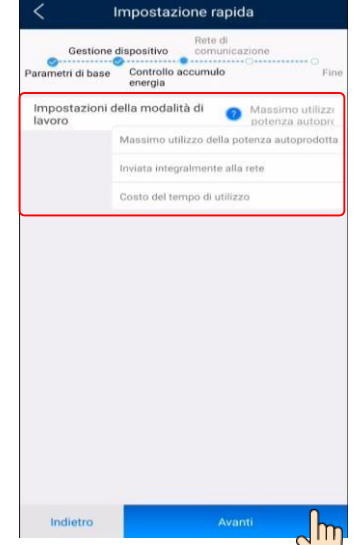 Impostazione rapida
Rete di
Gestione dispositivo comunicazione
Parametri di base Controllo accumulo Fine
energia
Impostazioni della modalità di Massimo utilizz
lavoro potenza autopr
Massimo utilizzo della potenza autoprodotta
Inviata integralmente alla rete
Costo del tempo di utilizzo
Indietro Avanti